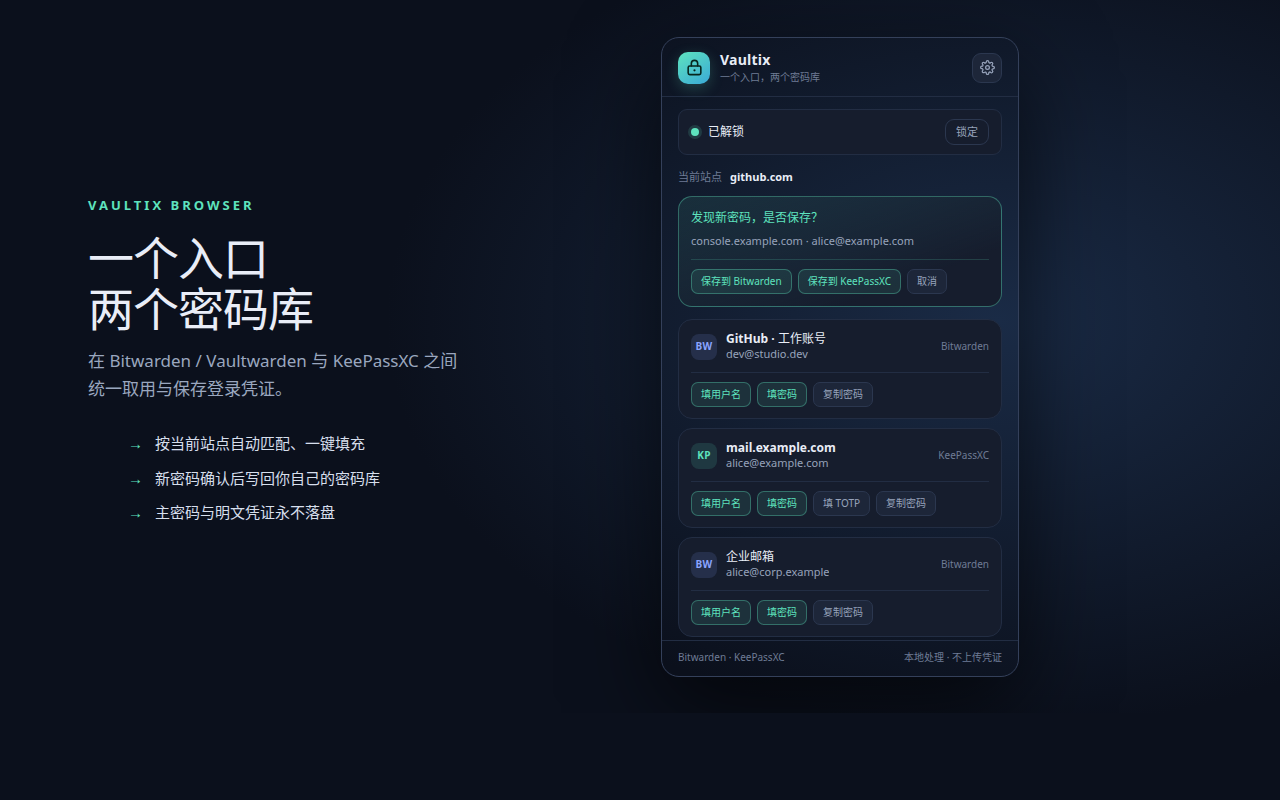 VAULTIX BROWSER
一个入口
两个密码库
在 Bitwarden / Vaultwarden 与 KeePassXC 之间
统一取用与保存登录凭证。
→ 按当前站点自动匹配、一键填充
→ 新密码确认后写回你自己的密码库
→ 主密码与明文凭证永不落盘
Vaultix
一个入口，两个密码库
已解锁 锁定
当前站点 github.com
发现新密码，是否保存？
console.example.com · alice@example.com
保存到 Bitwarden 保存到 KeePassXC 取消
BW GitHub · 工作账号 Bitwarden
dev@studio.dev
填用户名 填密码 复制密码
KP mail.example.com KeePassXC
alice@example.com
填用户名 填密码 填 TOTP 复制密码
BW 企业邮箱 Bitwarden
alice@corp.example
填用户名 填密码 复制密码
Bitwarden · KeePassXC 本地处理 · 不上传凭证